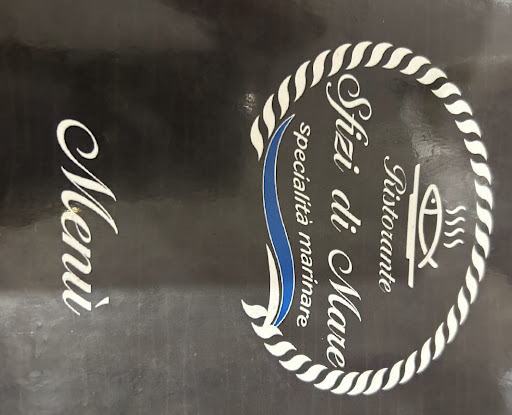 Ristorante
Sfizi di Mare
specialità marinare
Menù